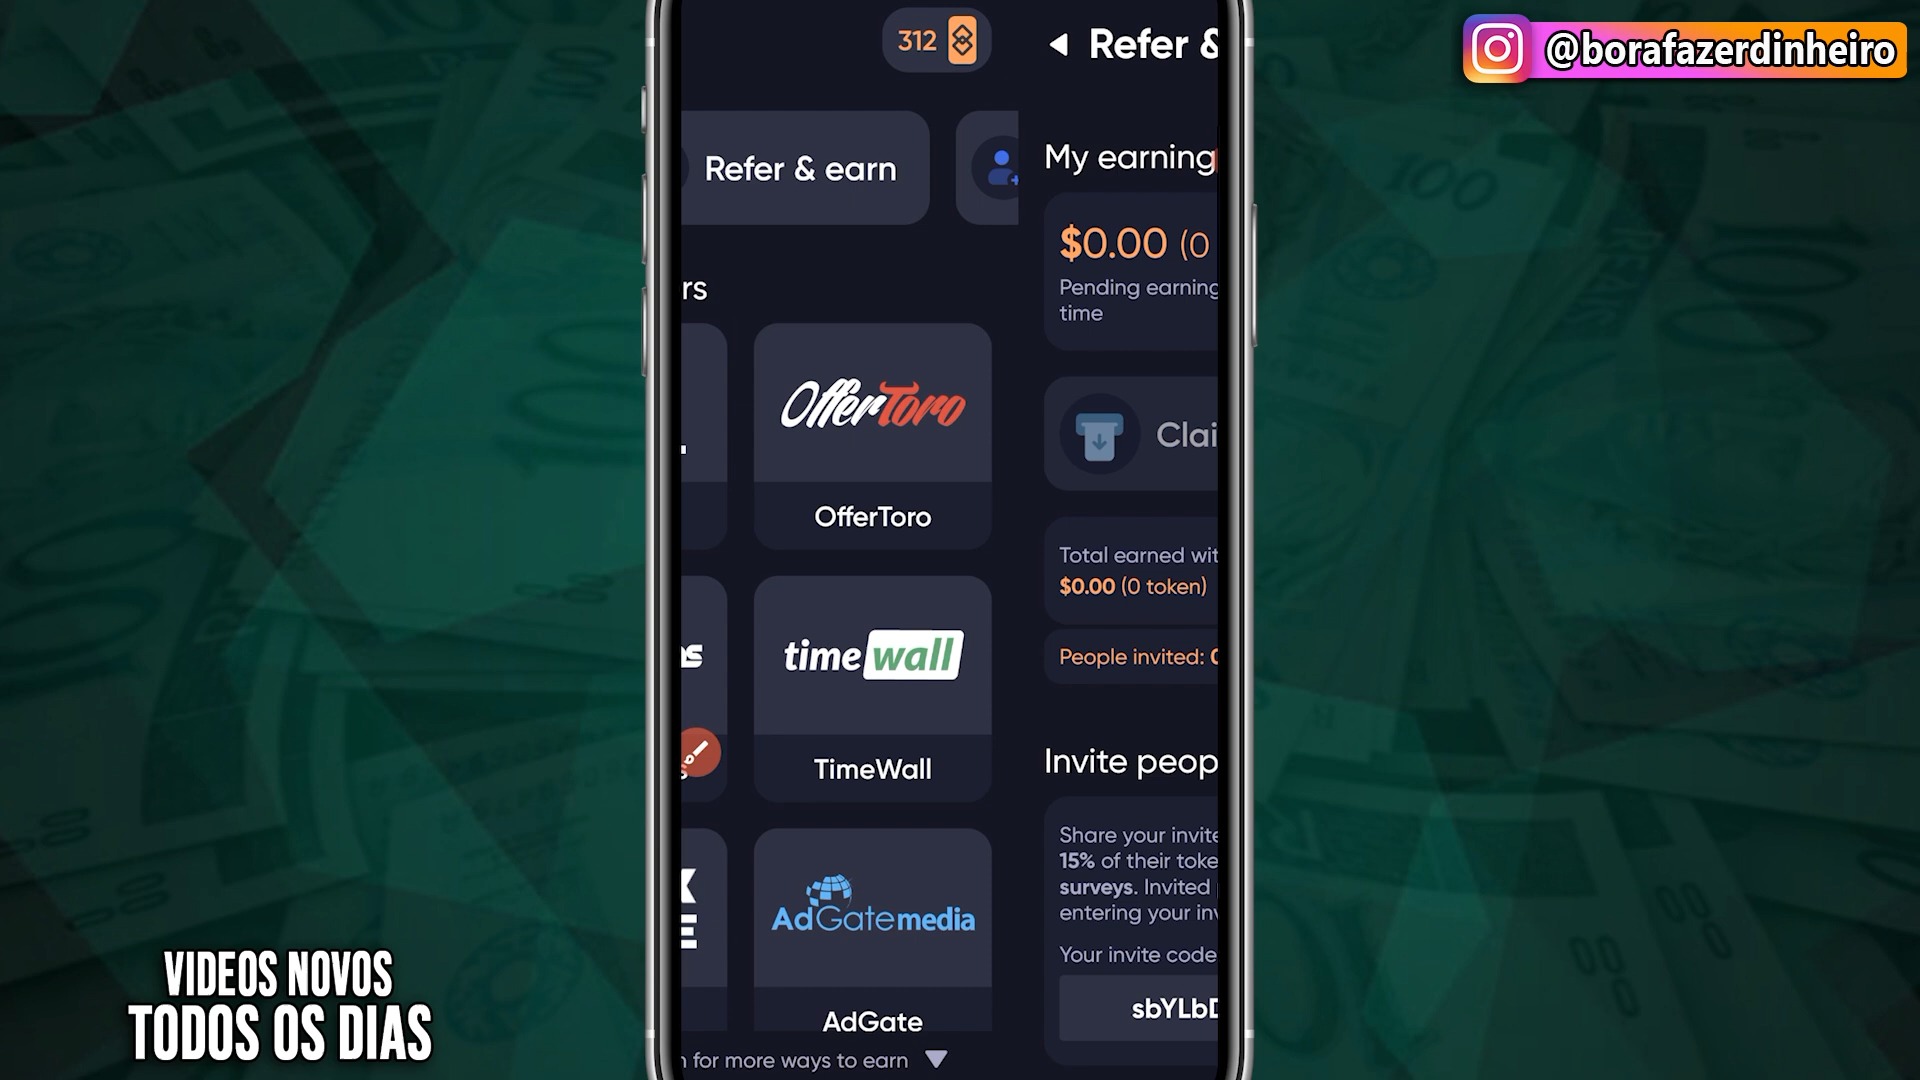 312
Refer & earn
rs
OfferToro
OfferToro
timewall
TimeWall
AdGatemedia
AdGate
for more ways to earn
Refer &
My earning
$0.00 (0
Pending earning
time
Clai
Total earned wit
$0.00 (0 token)
People invited:
Invite peop
Share your invite
15% of their toke
surveys. Invited
entering your inv
Your invite code
sbYLbD
@borafazerdinheiro
VIDEOS NOVOS
TODOS OS DIAS